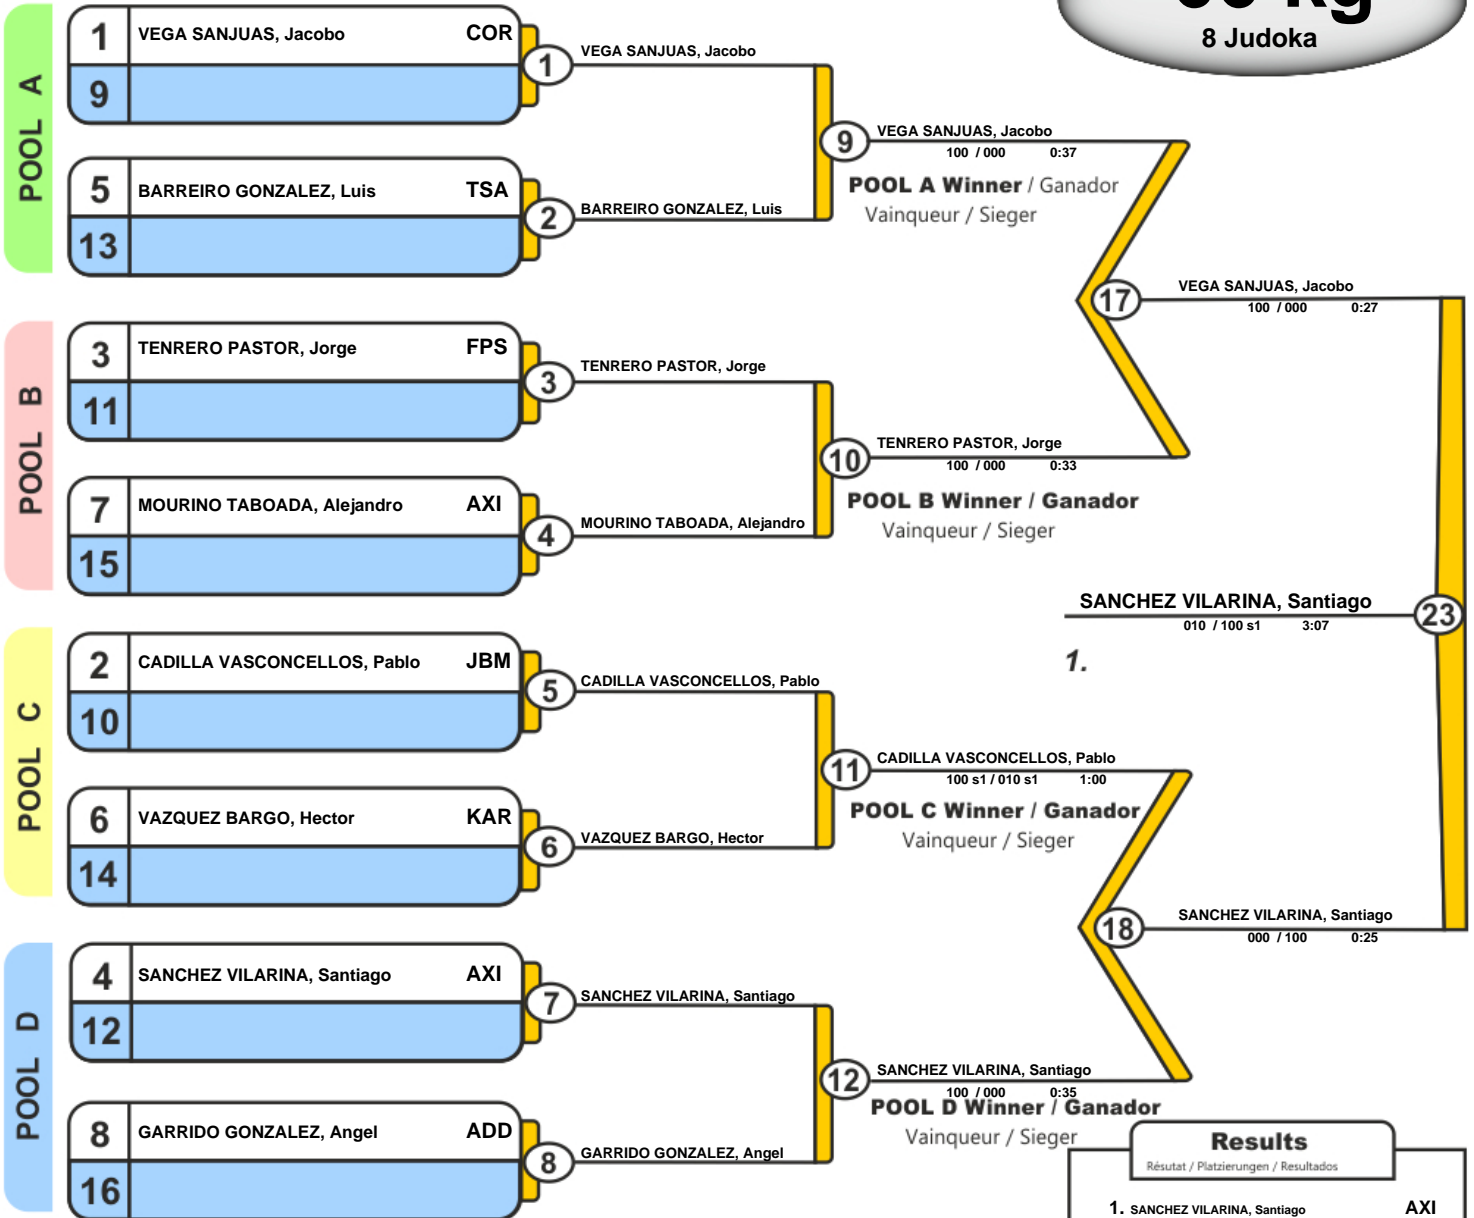 8 Judoka
POOL A
1 VEGA SANJUAS, Jacobo COR
9
1
VEGA SANJUAS, Jacobo
5 BARREIRO GONZALEZ, Luis TSA
13
2
BARREIRO GONZALEZ, Luis
9
VEGA SANJUAS, Jacobo
100 / 000 0:37
POOL A Winner / Ganador
Vainqueur / Sieger
POOL B
3 TENRERO PASTOR, Jorge FPS
11
3
TENRERO PASTOR, Jorge
7 MOURINO TABOADA, Alejandro AXI
15
4
MOURINO TABOADA, Alejandro
10
TENRERO PASTOR, Jorge
100 / 000 0:33
POOL B Winner / Ganador
Vainqueur / Sieger
17
VEGA SANJUAS, Jacobo
100 / 000 0:27
SANCHEZ VILARINA, Santiago
23
010 / 100 s1 3:07
1.
POOL C
2 CADILLA VASCONCELLOS, Pablo JBM
10
5
CADILLA VASCONCELLOS, Pablo
6 VAZQUEZ BARGO, Hector KAR
14
6
VAZQUEZ BARGO, Hector
11
CADILLA VASCONCELLOS, Pablo
100 s1 / 010 s1 1:00
POOL C Winner / Ganador
Vainqueur / Sieger
18
SANCHEZ VILARINA, Santiago
000 / 100 0:25
POOL D
4 SANCHEZ VILARINA, Santiago AXI
12
7
SANCHEZ VILARINA, Santiago
8 GARRIDO GONZALEZ, Angel ADD
16
8
GARRIDO GONZALEZ, Angel
12
SANCHEZ VILARINA, Santiago
100 / 000 0:35
POOL D Winner / Ganador
Vainqueur / Sieger
Results
Résutat / Platzierungen / Resultados
1. SANCHEZ VILARINA, Santiago AXI